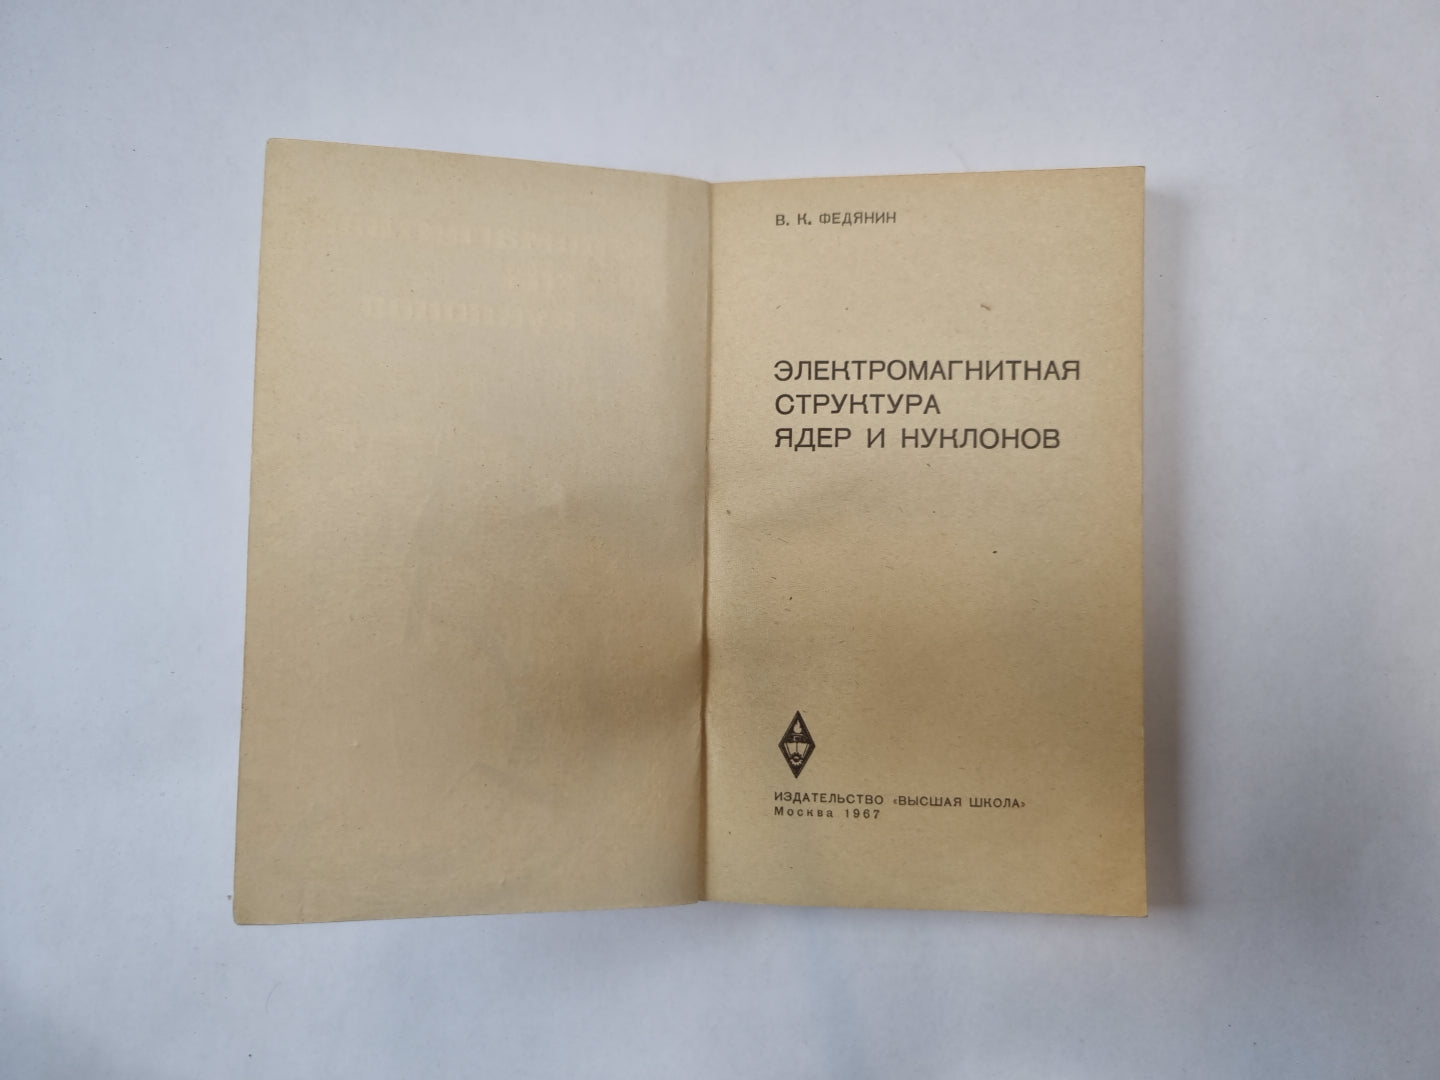 В. К. ФЕДЯНИН
ЭЛЕКТРОМАГНИТНАЯ
СТРУКТУРА
ЯДЕР И НУКЛОНОВ
ИЗДАТЕЛЬСТВО «ВЫСШАЯ ШКОЛА»
Москва 1967